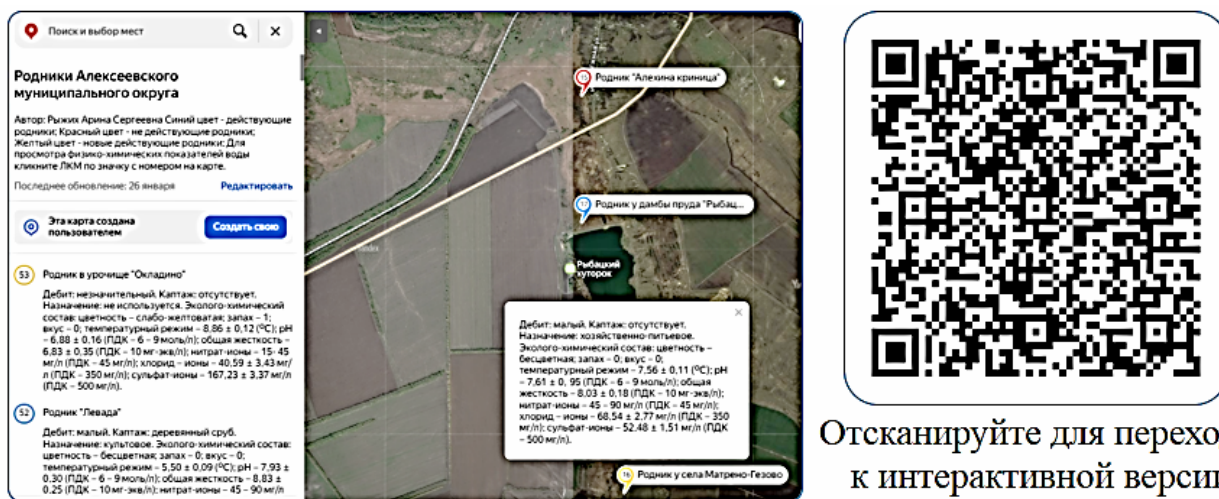 Поиск и выбор мест
Родники Алексеевского
муниципального округа
Автор: Рыжих Арина Сергеевна Синий цвет - действующие
родники; Красный цвет - не действующие родники;
Желтый цвет - новые действующие родники; Для
просмотра физико-химических показателей воды
кликните ЛКМ по значку с номером на карте.
Последнее обновление: 26 января
Редактировать
Эта карта создана
пользователем
Создать свою
53
Родник в урочище "Окладино"
Дебит: незначительный. Каптаж: отсутствует.
Назначение: не используется. Эколого-химический
состав: цветность – слабо-желтоватая; запах – 1;
вкус – 0; температурный режим – 8,86 ± 0,12 (⁰С); pH
– 6,88 ± 0,16 (ПДК – 6 – 9 моль/л); общая жесткость –
6,83 ± 0,35 (ПДК – 10 мг-экв/л); нитрат-ионы – 15- 45
мг/л (ПДК – 45 мг/л); хлорид – ионы – 40,59 ± 3,43 мг/
л (ПДК – 350 мг/л); сульфат-ионы – 167,23 ± 3,37 мг/л
(ПДК – 500 мг/л).
52
Родник "Левада"
Дебит: малый. Каптаж: деревянный сруб.
Назначение: культовое. Эколого-химический состав:
цветность – бесцветная; запах – 0; вкус – 0;
температурный режим – 5,50 ± 0,09 (⁰С); pH – 7,93 ±
0,30 (ПДК – 6 – 9 моль/л); общая жесткость – 8,83 ±
0,25 (ПДК – 10 мг-экв/л); нитрат-ионы – 45 – 90 мг/л
15
Родник "Алехина криница"
17
Родник у дамбы пруда "Рыбац...
Рыбацкий
хуторок
Дебит: малый. Каптаж: отсутствует.
Назначение: хозяйственно-питьевое.
Эколого-химический состав: цветность –
бесцветная; запах – 0; вкус – 0;
температурный режим – 7,56 ± 0,11 (⁰С); pH
– 7,61 ± 0, 95 (ПДК – 6 – 9 моль/л); общая
жесткость – 8,03 ± 0,18 (ПДК – 10 мг-экв/л);
нитрат-ионы – 45 – 90 мг/л (ПДК – 45 мг/л);
хлорид – ионы – 68,54 ± 2,77 мг/л (ПДК – 350
мг/л); сульфат-ионы – 52,48 ± 1,51 мг/л (ПДК
– 500 мг/л).
16
Родник у села Матрено-Гезово
Отсканируйте для перехо
к интерактивной верси